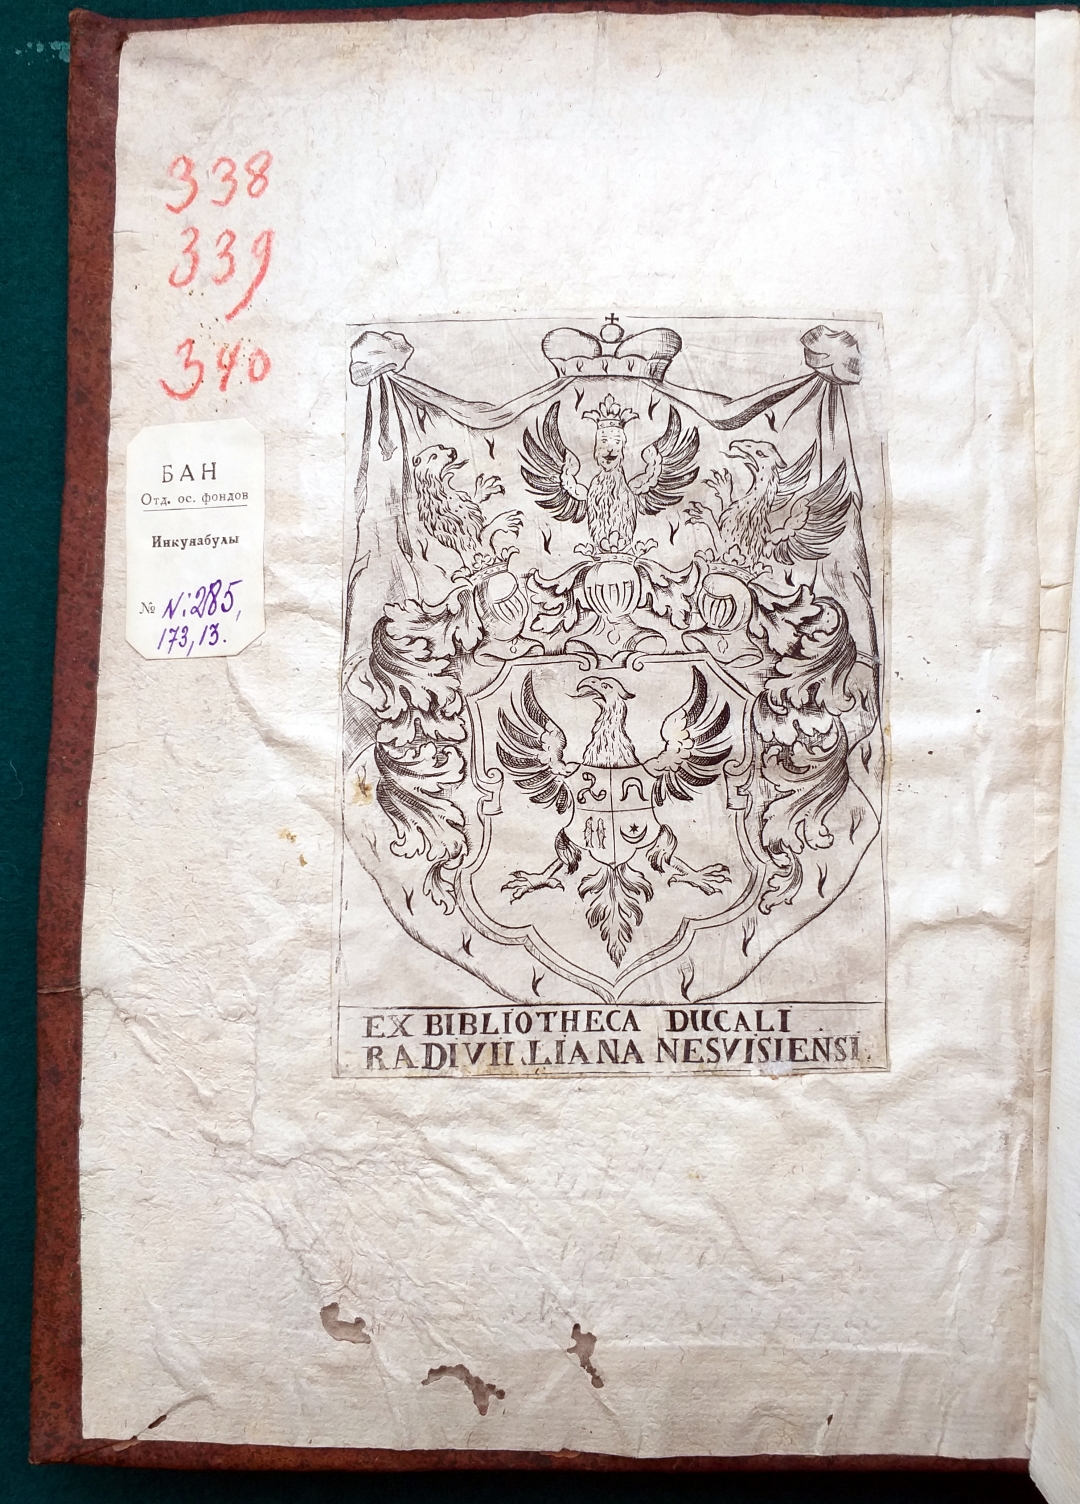 338
339
340
БАН
Отд. ос. фондов
Инкунабулы
№ N: 285,
173, 13.
EX BIBLIOTHECA DUCALI
RADIVILLIANA NESVISIENSI.